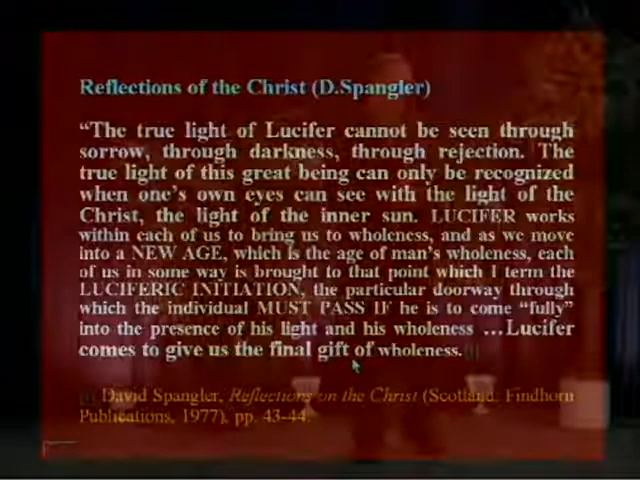 Reflections of the Christ (D.Spangler)
“The true light of Lucifer cannot be seen through
sorrow, through darkness, through rejection. The
true light of this great being can only be recognized
when one’s own eyes can see with the light of the
Christ, the light of the inner sun. LUCIFER works
within each of us to bring us to wholeness, and as we move
into a NEW AGE, which is the age of man’s wholeness, each
of us in some way is brought to that point which I term the
LUCIFERIC INITIATION, the particular doorway through
which the individual MUST PASS IF he is to come “fully”
into the presence of his light and his wholeness …Lucifer
comes to give us the final gift of wholeness.[i]
[i] David Spangler, Reflections on the Christ (Scotland: Findhorn
Publications, 1977), pp. 43-44.